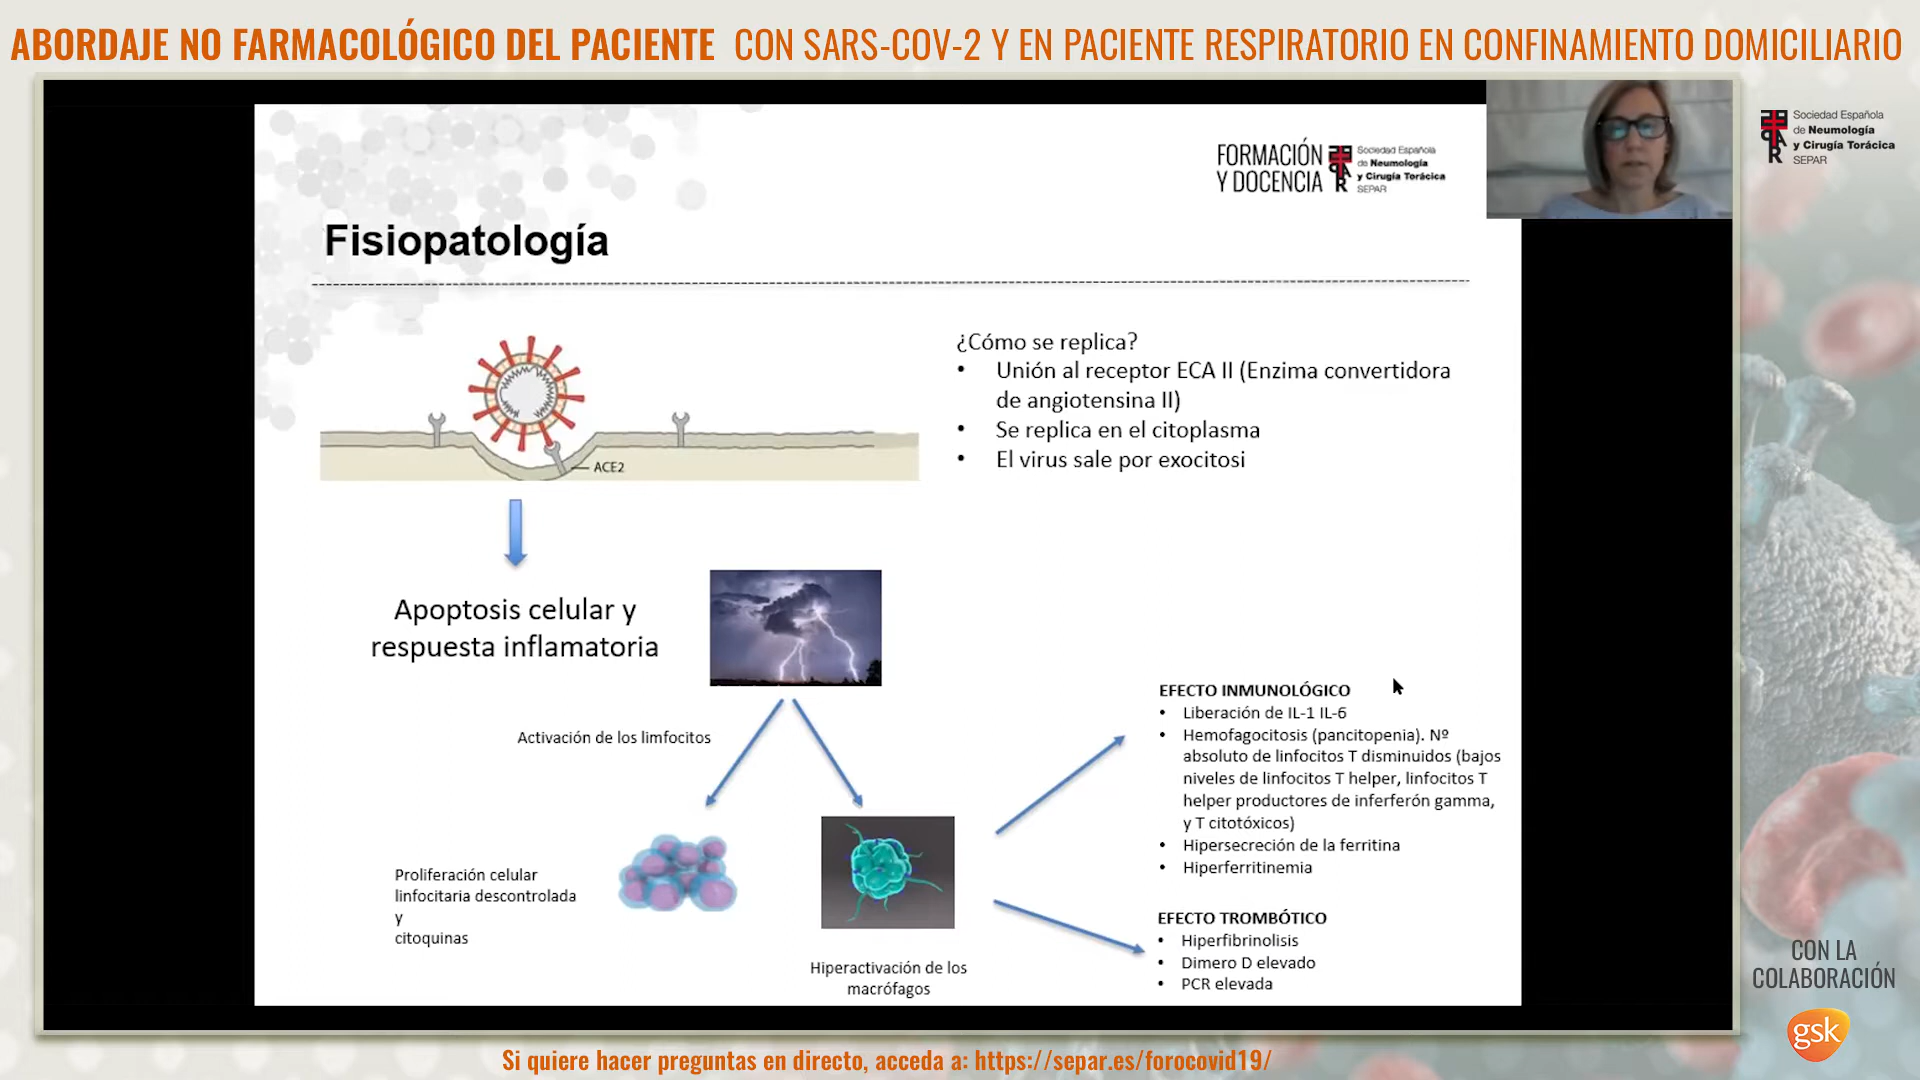 ABORDAJE NO FARMACOLÓGICO DEL PACIENTE CON SARS-COV-2 Y EN PACIENTE RESPIRATORIO EN CONFINAMIENTO DOMICILIARIO
Sociedad Española
de Neumología
y Cirugía Torácica
SEPAR
FORMACIÓN
Y DOCENCIA
Sociedad Española
de Neumología
y Cirugía Torácica
SEPAR
Fisiopatología
¿Cómo se replica?
• Unión al receptor ECA II (Enzima convertidora
de angiotensina II)
• Se replica en el citoplasma
• El virus sale por exocitosi
ACE2
Apoptosis celular y
respuesta inflamatoria
Activación de los limfocitos
Proliferación celular
linfocitaria descontrolada
y
citoquinas
Hiperactivación de los
macrófagos
EFECTO INMUNOLÓGICO
• Liberación de IL-1 IL-6
• Hemofagocitosis (pancitopenia). Nº
absoluto de linfocitos T disminuidos (bajos
niveles de linfocitos T helper, linfocitos T
helper productores de inferferón gamma,
y T citotóxicos)
• Hipersecreción de la ferritina
• Hiperferritinemia
EFECTO TROMBÓTICO
• Hiperfibrinolisis
• Dimero D elevado
• PCR elevada
CON LA
COLABORACIÓN
gsk
Si quiere hacer preguntas en directo, acceda a: https://separ.es/forocovid19/